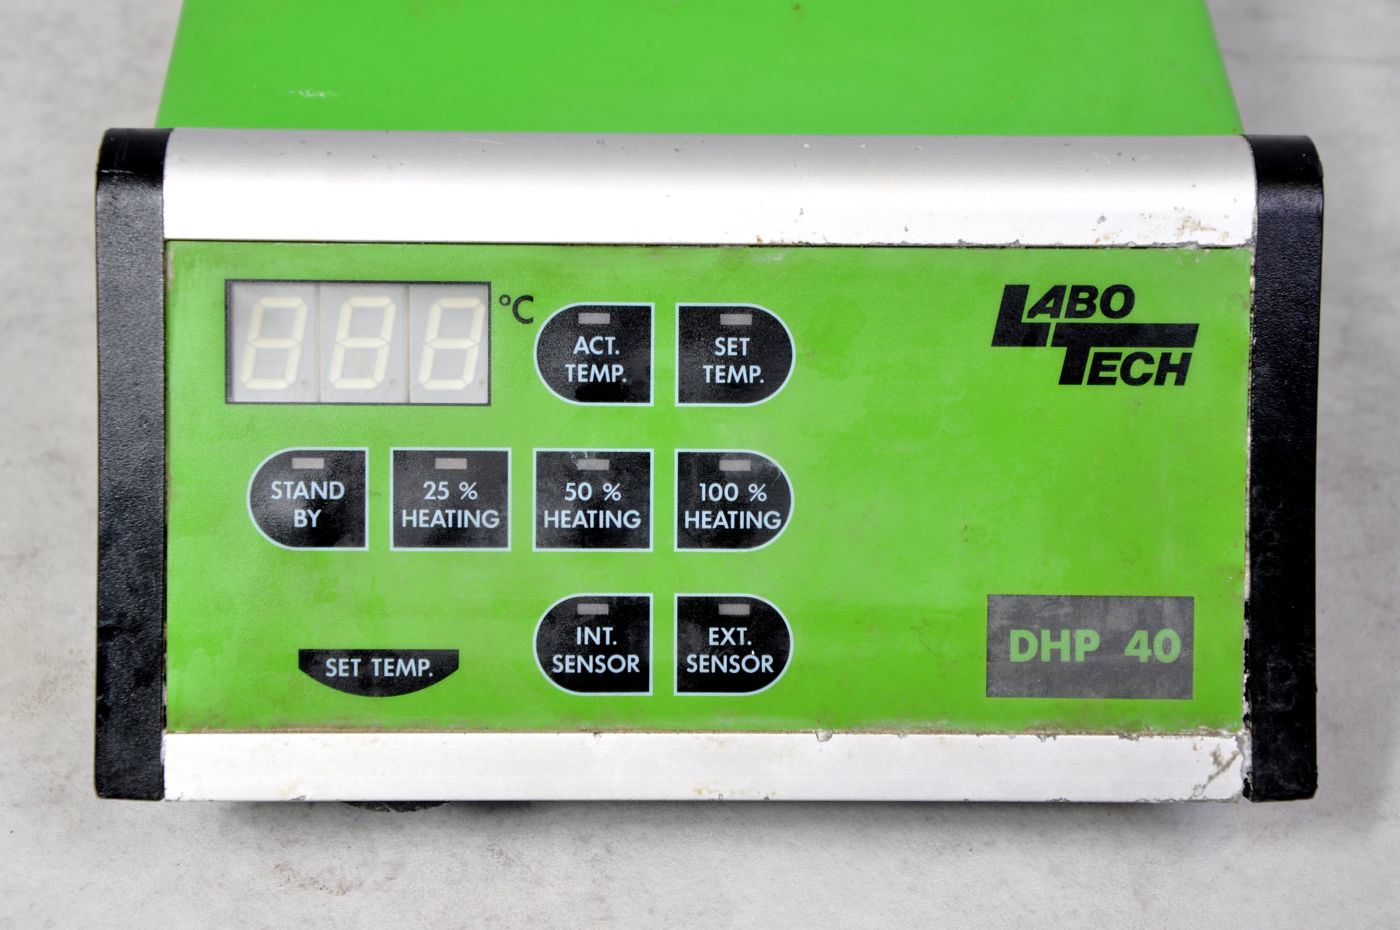 °C
ACT.
TEMP.
SET
TEMP.
LABO
TECH
STAND
BY
25 %
HEATING
50 %
HEATING
100 %
HEATING
INT.
SENSOR
EXT.
SENSOR
SET TEMP.
DHP 40